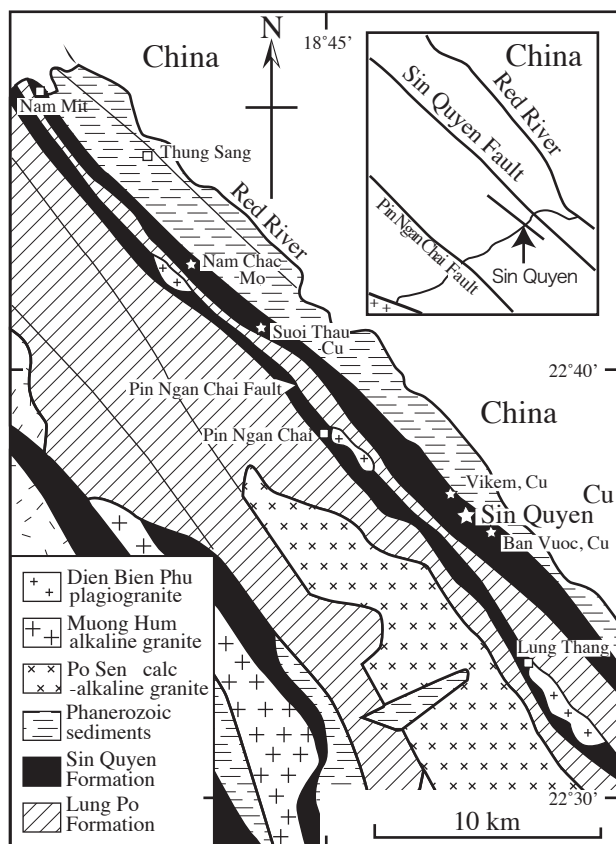 China
N
18˚45'
Nam Mit
Thung Sang
Red River
Nam Chac
-Mo
Suoi Thau
Cu
Pin Ngan Chai Fault
Pin Ngan Chai
22˚40'
China
Vikem, Cu
Cu
Sin Quyen
Ban Vuoc, Cu
Lung Thang
22˚30'
10 km
China
Red River
Sin Quyen Fault
Pin Ngan Chai Fault
Sin Quyen
Dien Bien Phu
plagiogranite
Muong Hum
alkaline granite
Po Sen calc
-alkaline granite
Phanerozoic
sediments
Sin Quyen
Formation
Lung Po
Formation